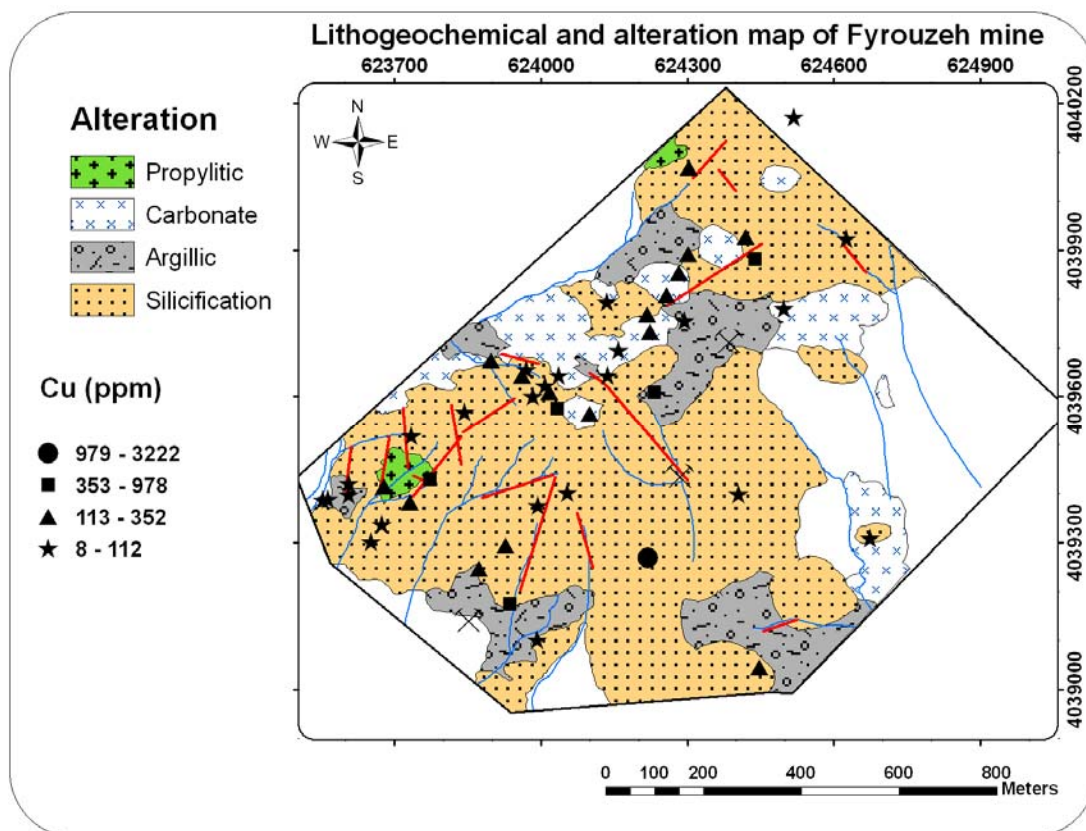 Lithogeochemical and alteration map of Fyrouzeh mine
623700 624000 624300 624600 624900
N
W E
S
4040200
4039900
4039600
4039300
4039000
Alteration
Propylitic
Carbonate
Argillic
Silicification
Cu (ppm)
979 - 3222
353 - 978
113 - 352
8 - 112
0 100 200 400 600 800
Meters